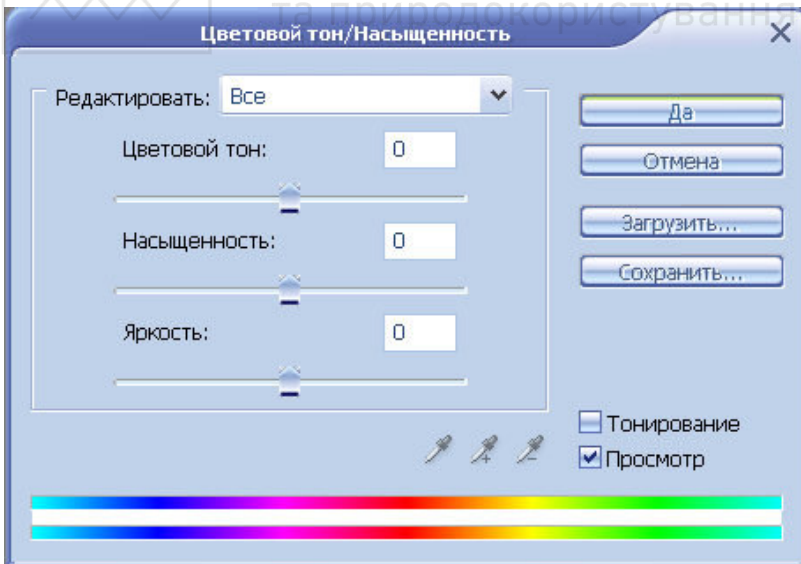 та природокористування
Цветовой тон/Насыщенность
Редактировать: Все
Да
Цветовой тон: 0
Отмена
Загрузить...
Насыщенность: 0
Сохранить...
Яркость: 0
Тонирование
Просмотр